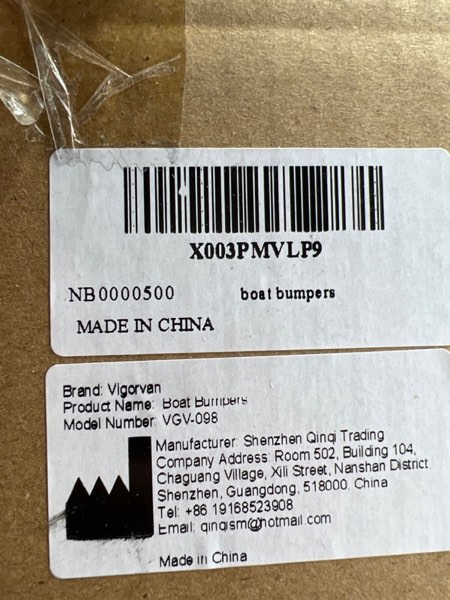 X003PMVLP9
NB0000500 boat bumpers
MADE IN CHINA
Brand: Vigorvan
Product Name: Boat Bumpers
Model Number: VGV-098
Manufacturer: Shenzhen Qinqi Trading
Company Address: Room 502, Building 104,
Chaguang Village, Xili Street, Nanshan District,
Shenzhen, Guangdong, 518000, China
Tel: +86 19168523908
Email: qinqism@hotmail.com
Made in China